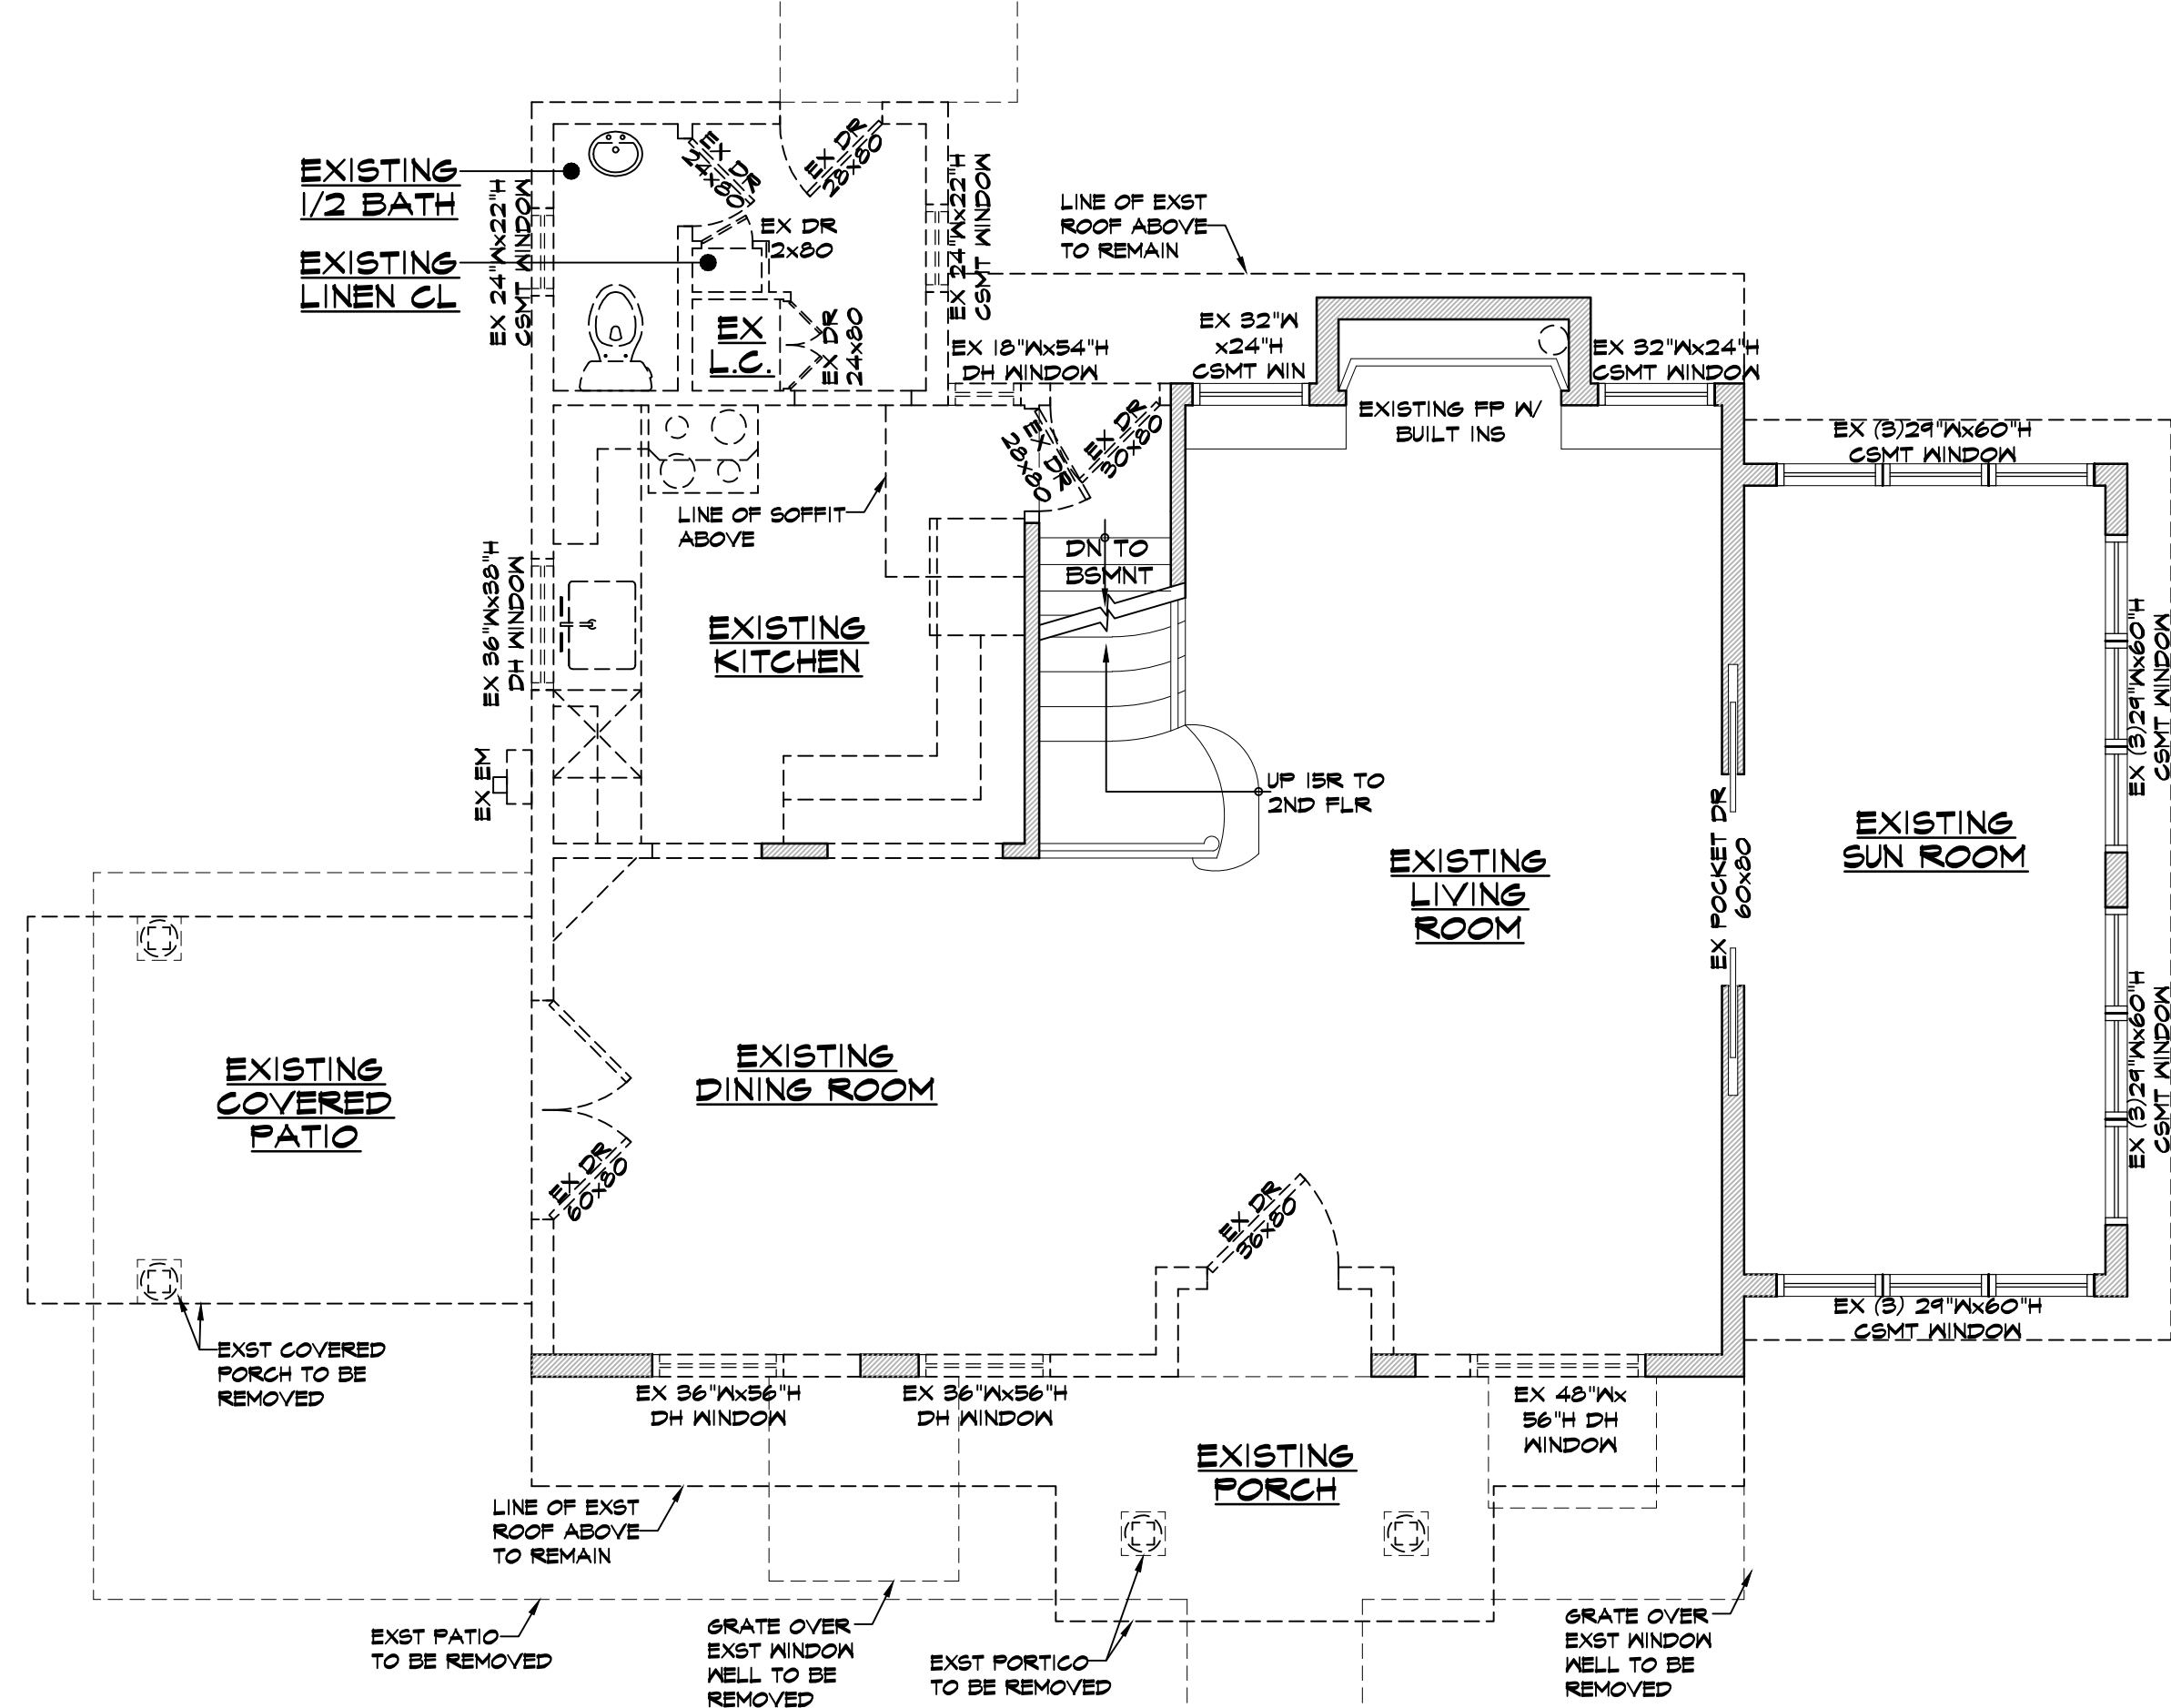 EXISTING
1/2 BATH
EXISTING
LINEN CL
EX 24"Wx22"H
CSMT WINDOW
EX DR
24x80
EX DR
28x80
EX DR
2x80
EX 24"Wx22"H
CSMT WINDOW
EX
L.C.
EX DR
24x80
LINE OF EXST
ROOF ABOVE
TO REMAIN
EX 18"Wx54"H
DH WINDOW
EX 32"W
x24"H
CSMT WIN
EX 32"Wx24"H
CSMT WINDOW
EXISTING FP W/
BUILT INS
EX DR
28x80
EX DR
30x80
EX (3)29"Wx60"H
CSMT WINDOW
LINE OF SOFFIT
ABOVE
DN TO
BSMNT
EX 36"Wx38"H
DH WINDOW
EXISTING
KITCHEN
EX (3)29"Wx60"H
CSMT WINDOW
EX EM
UP 15R TO
2ND FLR
EX POCKET DR
60x80
EXISTING
SUN ROOM
EXISTING
LIVING
ROOM
EXISTING
COVERED
PATIO
EXISTING
DINING ROOM
EX (3)29"Wx60"H
CSMT WINDOW
EX DR
60x80
EX DR
36x80
EX (3) 29"Wx60"H
CSMT WINDOW
EXST COVERED
PORCH TO BE
REMOVED
EX 36"Wx56"H
DH WINDOW
EX 36"Wx56"H
DH WINDOW
EX 48"Wx
56"H DH
WINDOW
EXISTING
PORCH
LINE OF EXST
ROOF ABOVE
TO REMAIN
EXST PATIO
TO BE REMOVED
GRATE OVER
EXST WINDOW
WELL TO BE
REMOVED
EXST PORTICO
TO BE REMOVED
GRATE OVER
EXST WINDOW
WELL TO BE
REMOVED